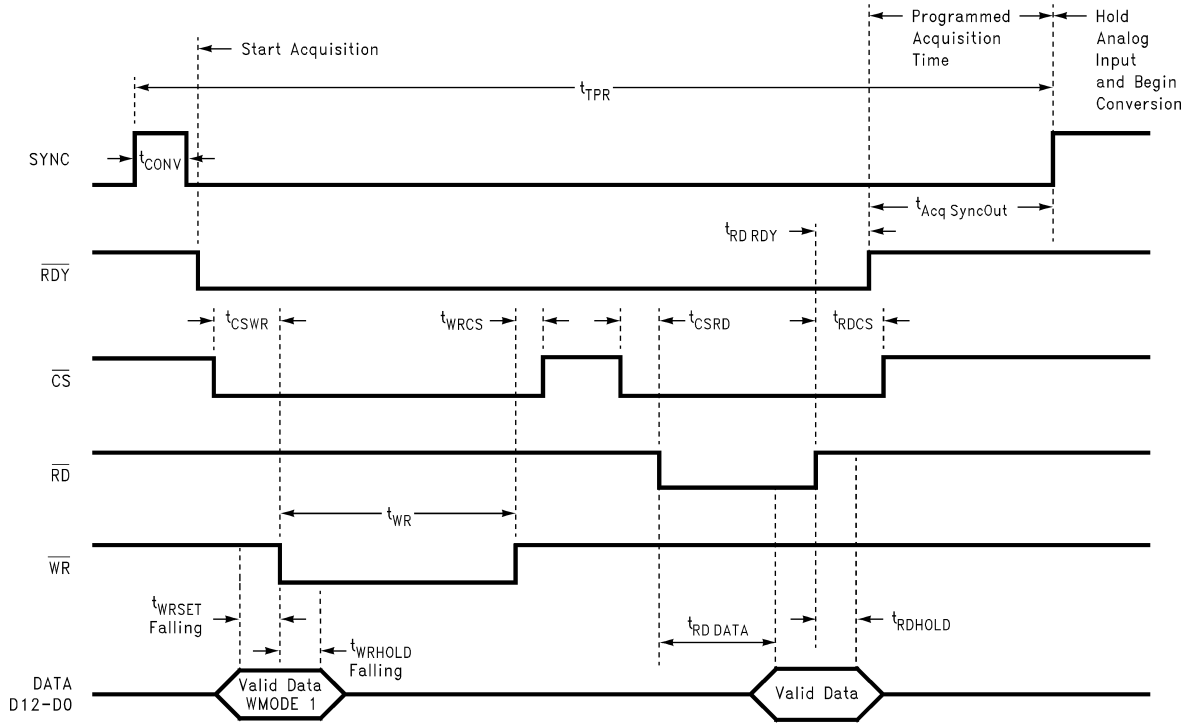 Programmed
Acquisition
Time
Hold
Analog
Input
and Begin
Conversion
Start Acquisition
tTPR
SYNC
tCONV
tAcq SyncOut
tRD RDY
RDY
tCSWR
tWRCS
tCSRD
tRDCS
CS
RD
tWR
WR
tWRSET
Falling
tWRHOLD
Falling
tRD DATA
tRDHOLD
DATA
D12-D0
Valid Data
WMODE 1
Valid Data